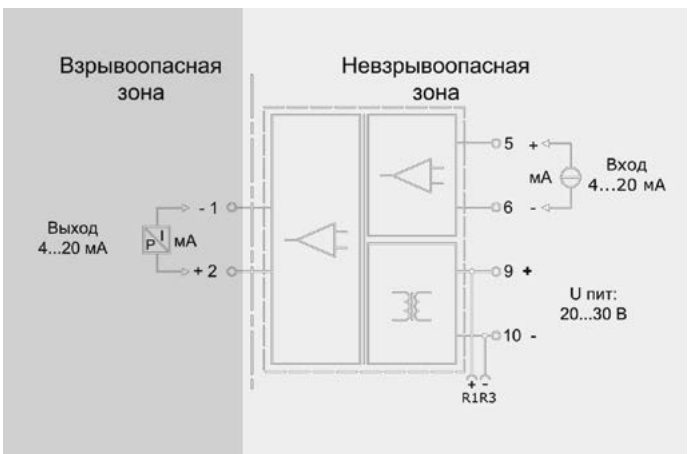 Взрывоопасная
зона
Невзрывоопасная
зона
5 +
мА
Вход
4...20 мА
6 -
- 1
Выход
4...20 мА
P I
мА
+ 2
9 +
U пит:
20...30 В
10 -
+ -
R1R3